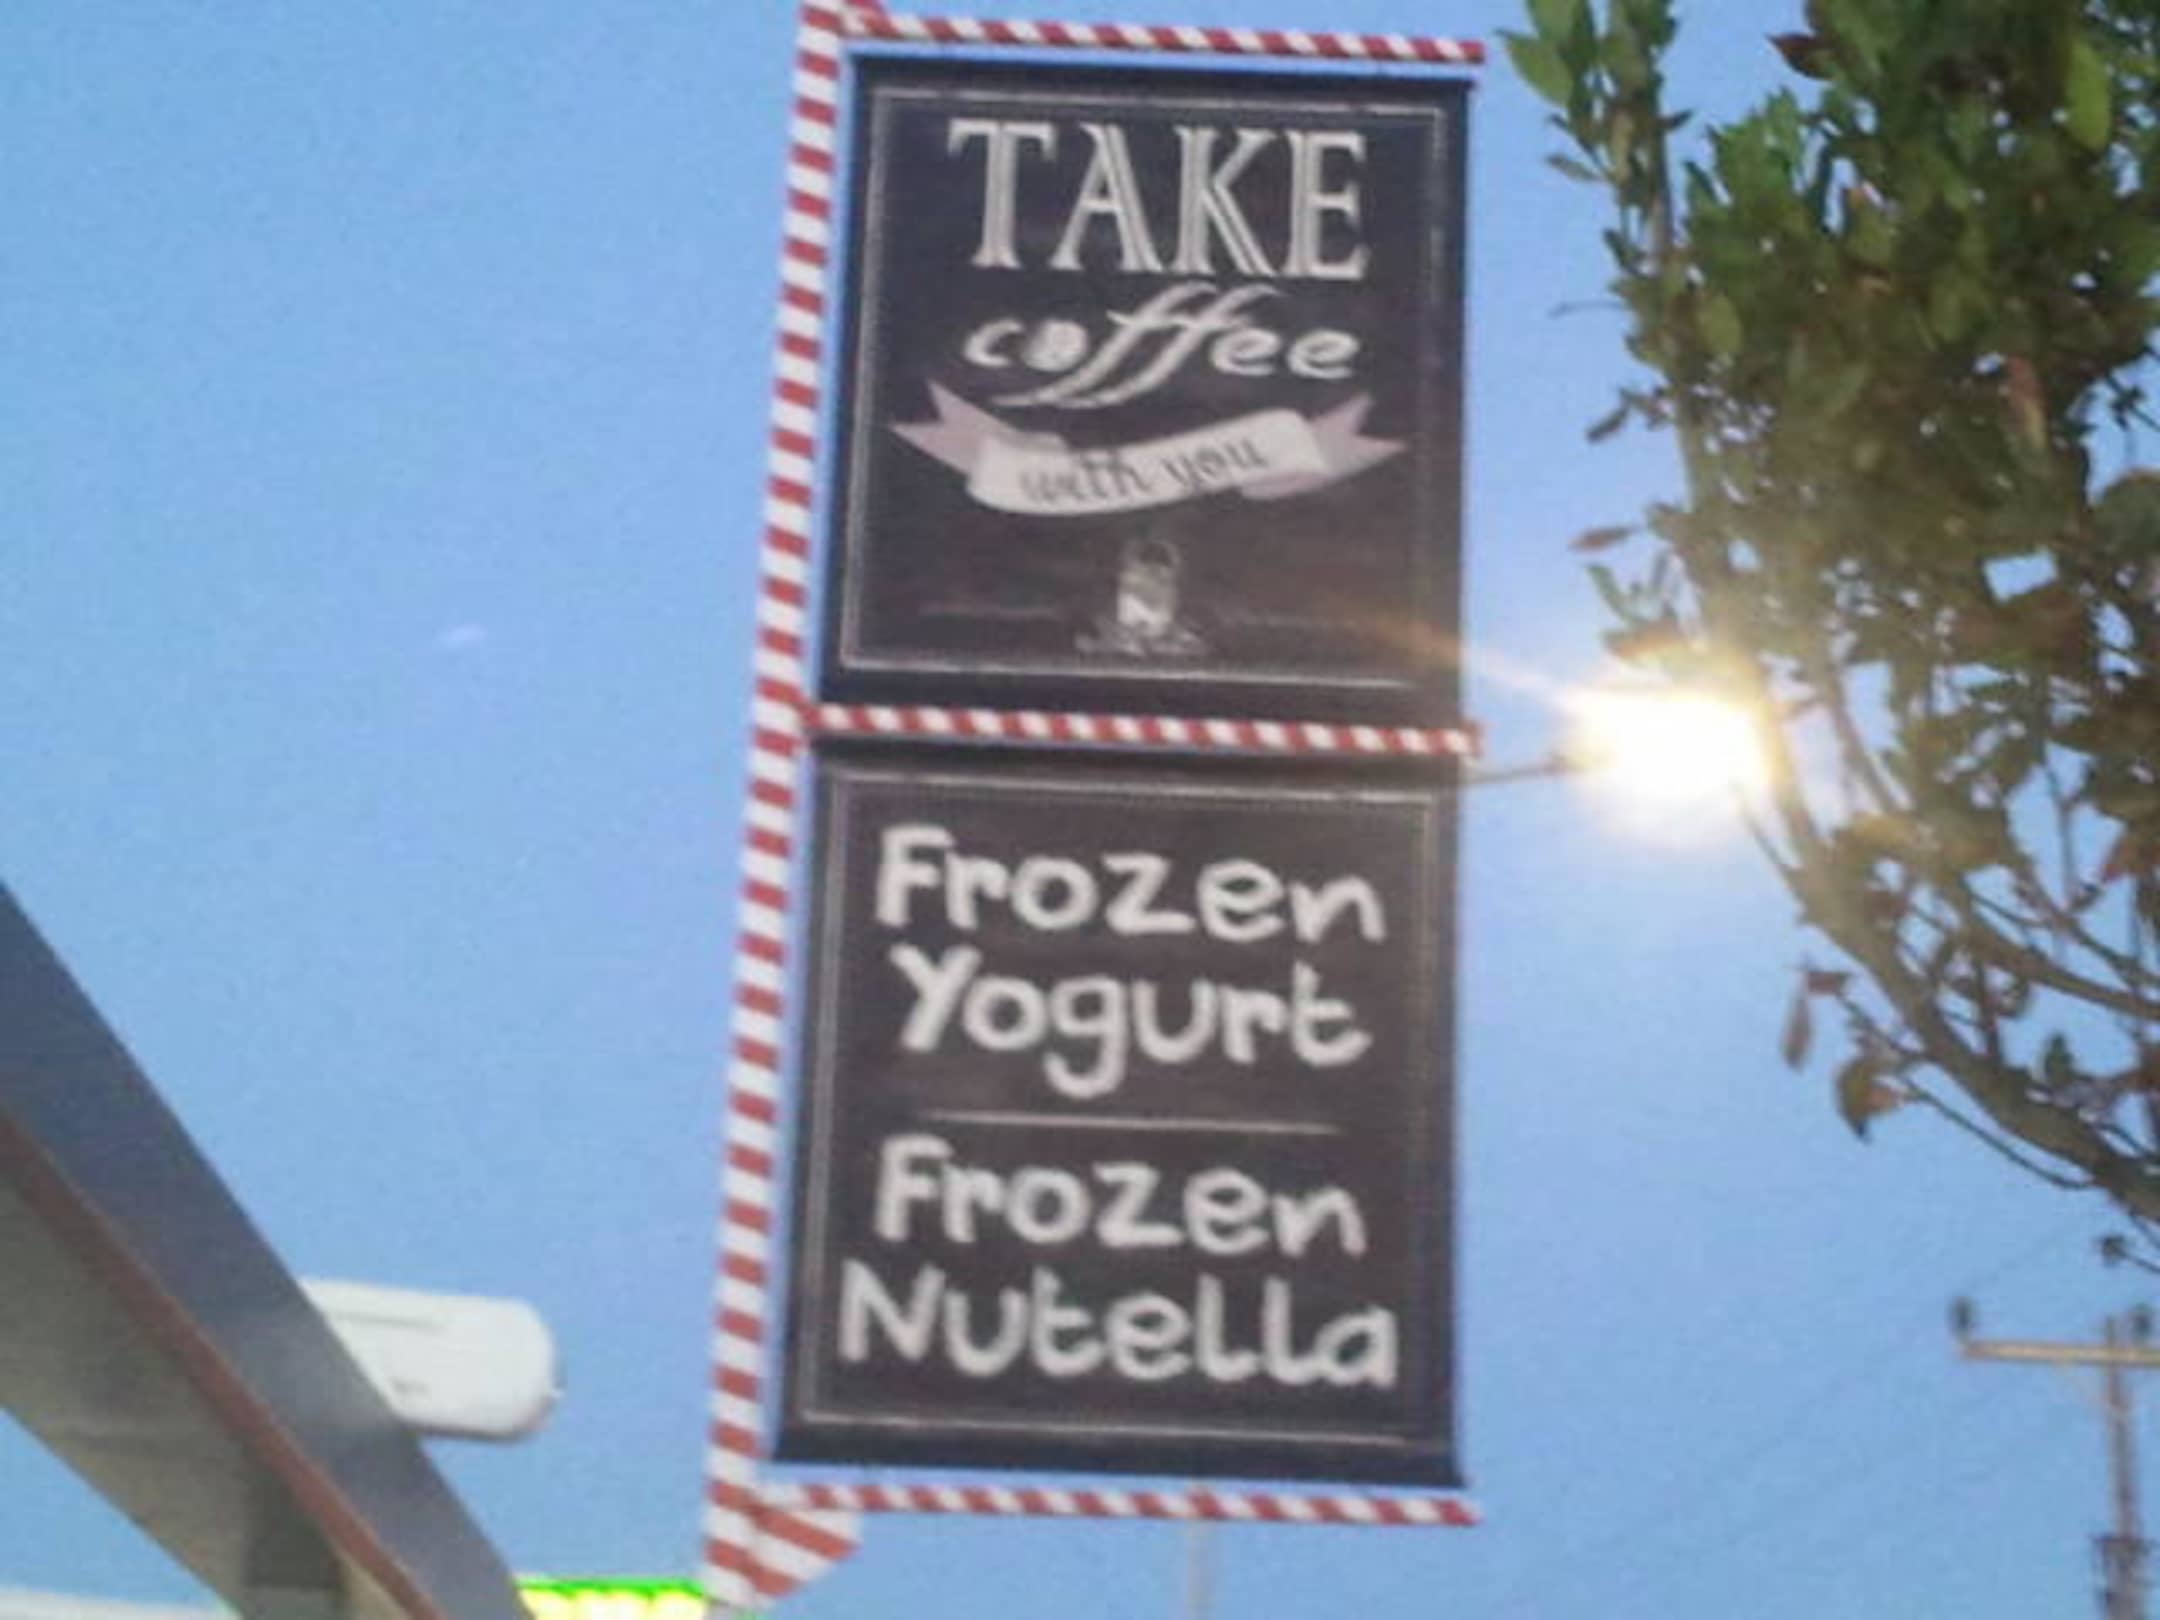 TAKE
coffee
with you
Frozen
Yogurt
Frozen
Nutella